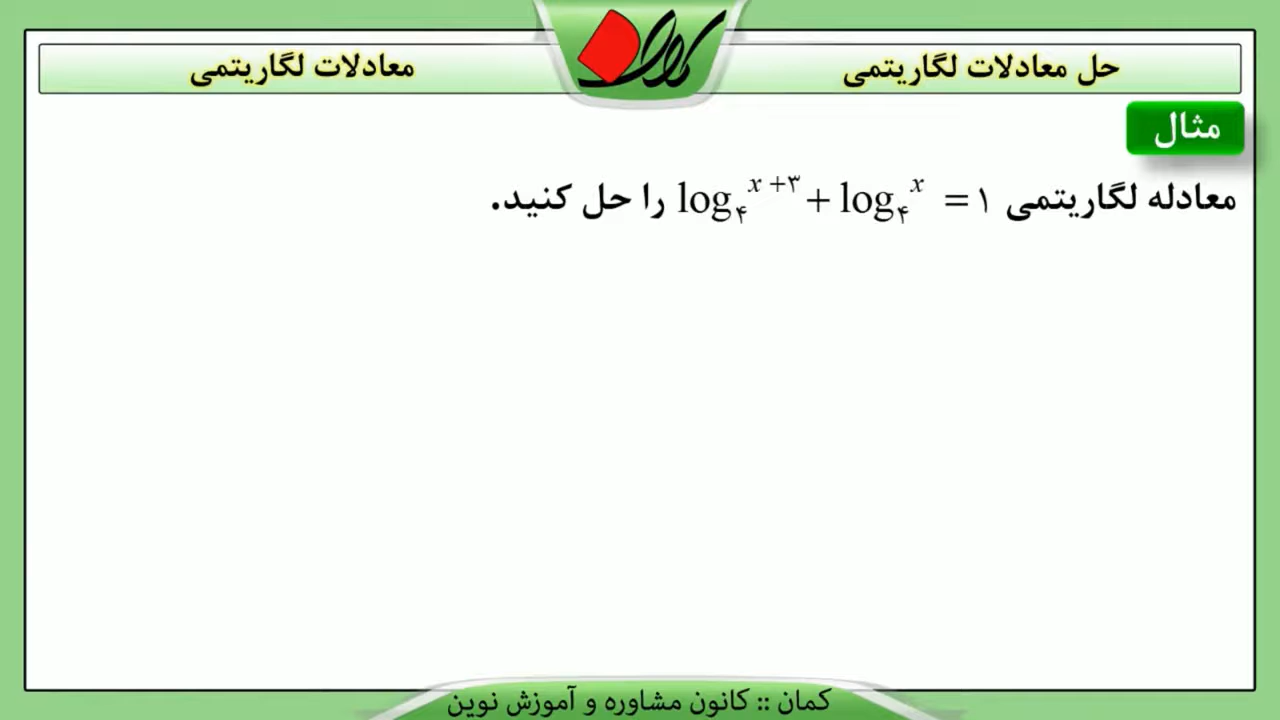 حل معادلات لگاریتمی
معادلات لگاریتمی
مثال
معادله لگاریتمی log۴^(x+۳) + log۴^x = ۱ را حل کنید.
کمان :: کانون مشاوره و آموزش نوین